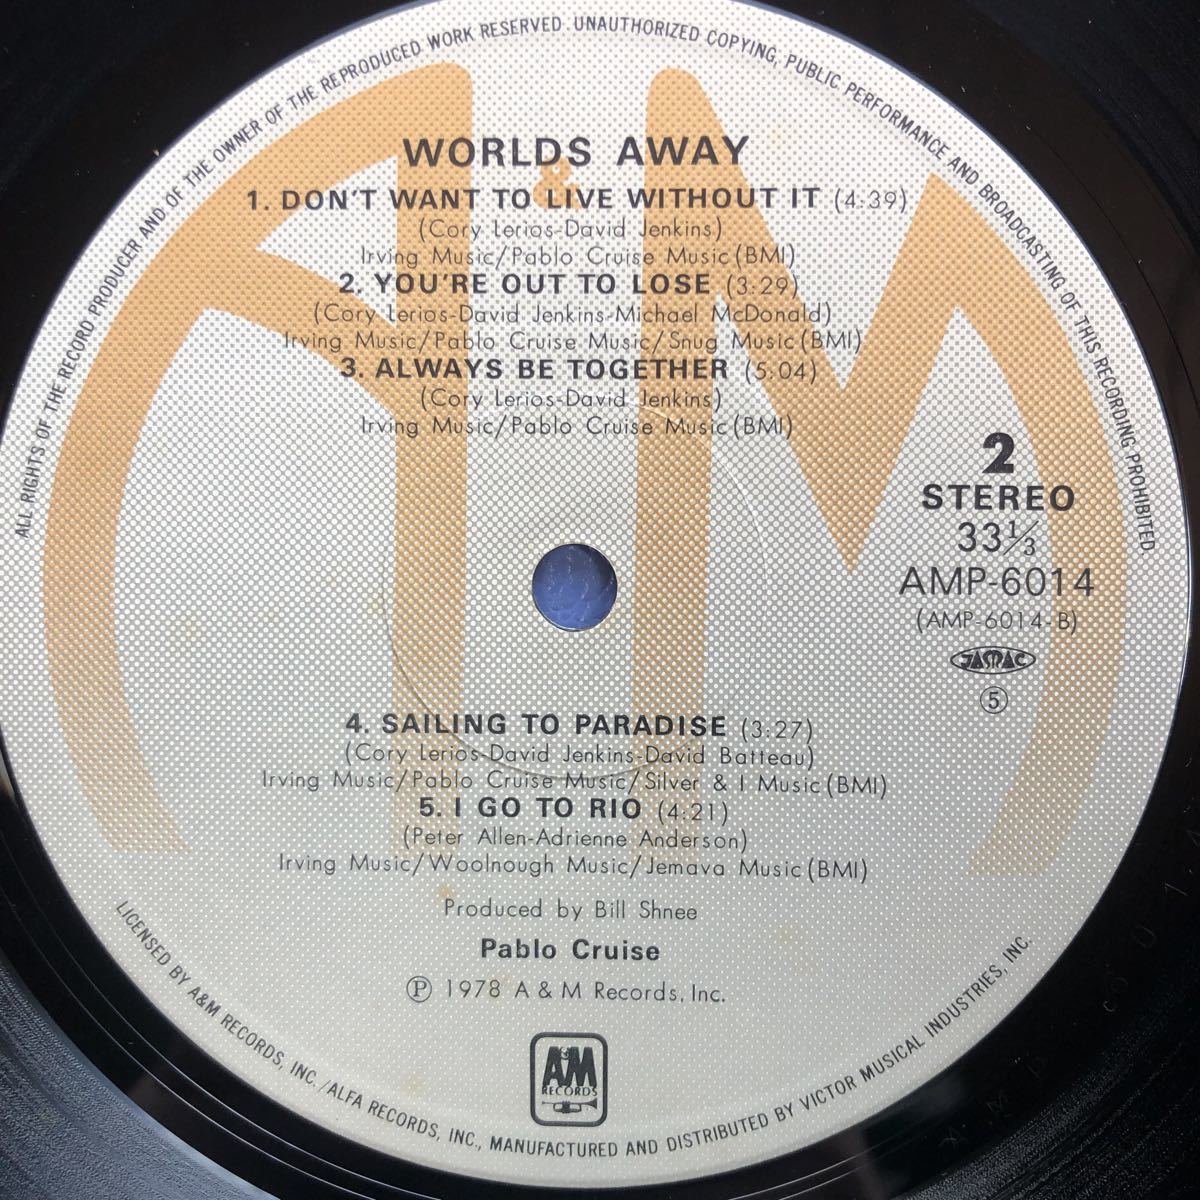 ALL RIGHTS OF THE RECORD PRODUCER AND OF THE OWNER OF THE REPRODUCED WORK RESERVED. UNAUTHORIZED COPYING, PUBLIC PERFORMANCE AND BROADCASTING OF THIS RECORDING PROHIBITED.
A&M
WORLDS AWAY
1. DON'T WANT TO LIVE WITHOUT IT (4:39)
(Cory Lerios-David Jenkins)
Irving Music/Pablo Cruise Music (BMI)
2. YOU'RE OUT TO LOSE (3:29)
(Cory Lerios-David Jenkins-Michael McDonald)
Irving Music/Pablo Cruise Music/Snug Music (BMI)
3. ALWAYS BE TOGETHER (5:04)
(Cory Lerios-David Jenkins)
Irving Music/Pablo Cruise Music (BMI)
2
STEREO
33⅓
AMP-6014
(AMP-6014-B)
JASRAC
⑤
4. SAILING TO PARADISE (3:27)
(Cory Lerios-David Jenkins-David Batteau)
Irving Music/Pablo Cruise Music/Silver & I Music (BMI)
5. I GO TO RIO (4:21)
(Peter Allen-Adrienne Anderson)
Irving Music/Woolnough Music/Jemava Music (BMI)
Produced by Bill Shnee
Pablo Cruise
Ⓟ 1978 A & M Records, Inc.
A&M
RECORDS
LICENSED BY A&M RECORDS, INC./ALFA RECORDS, INC., MANUFACTURED AND DISTRIBUTED BY VICTOR MUSICAL INDUSTRIES, INC.